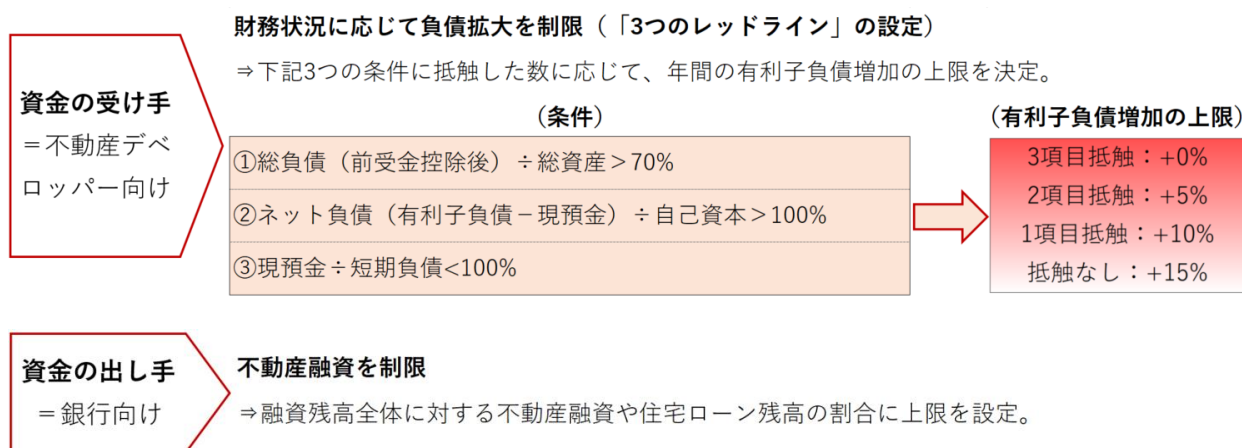 財務状況に応じて負債拡大を制限（「3つのレッドライン」の設定）
⇒下記3つの条件に抵触した数に応じて、年間の有利子負債増加の上限を決定。
資金の受け手
＝不動産デベ
ロッパー向け
（条件）
①総負債（前受金控除後）÷総資産＞70%
②ネット負債（有利子負債－現預金）÷自己資本＞100%
③現預金÷短期負債<100%
（有利子負債増加の上限）
3項目抵触：+0%
2項目抵触：+5%
1項目抵触：+10%
抵触なし：+15%
資金の出し手
＝銀行向け
不動産融資を制限
⇒融資残高全体に対する不動産融資や住宅ローン残高の割合に上限を設定。